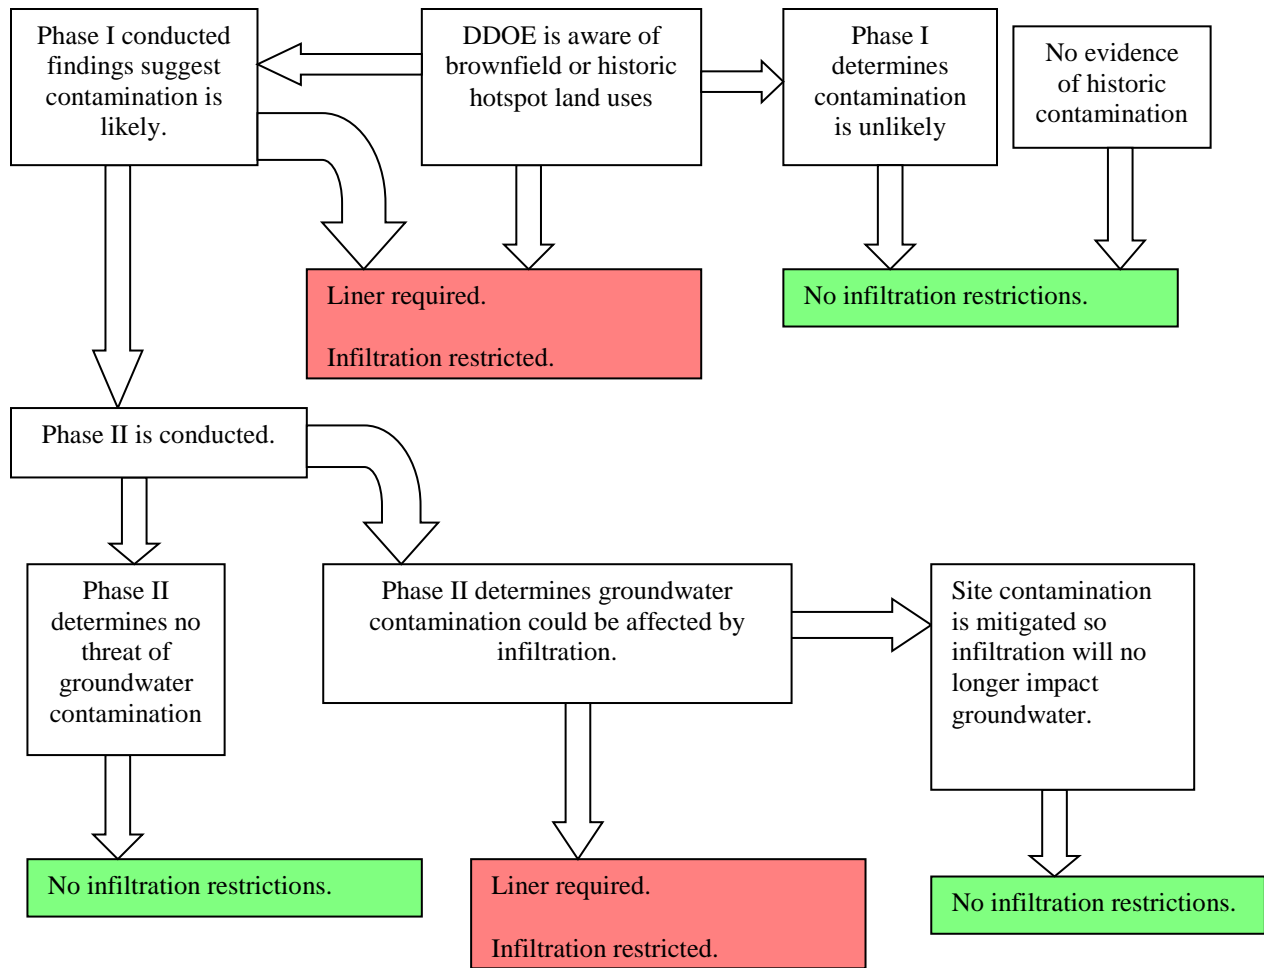 Phase I conducted
findings suggest
contamination is
likely.
DDOE is aware of
brownfield or historic
hotspot land uses
Phase I
determines
contamination
is unlikely
No evidence
of historic
contamination
Liner required.
Infiltration restricted.
No infiltration restrictions.
Phase II is conducted.
Phase II
determines no
threat of
groundwater
contamination
Phase II determines groundwater
contamination could be affected by
infiltration.
Site contamination
is mitigated so
infiltration will no
longer impact
groundwater.
No infiltration restrictions.
Liner required.
Infiltration restricted.
No infiltration restrictions.